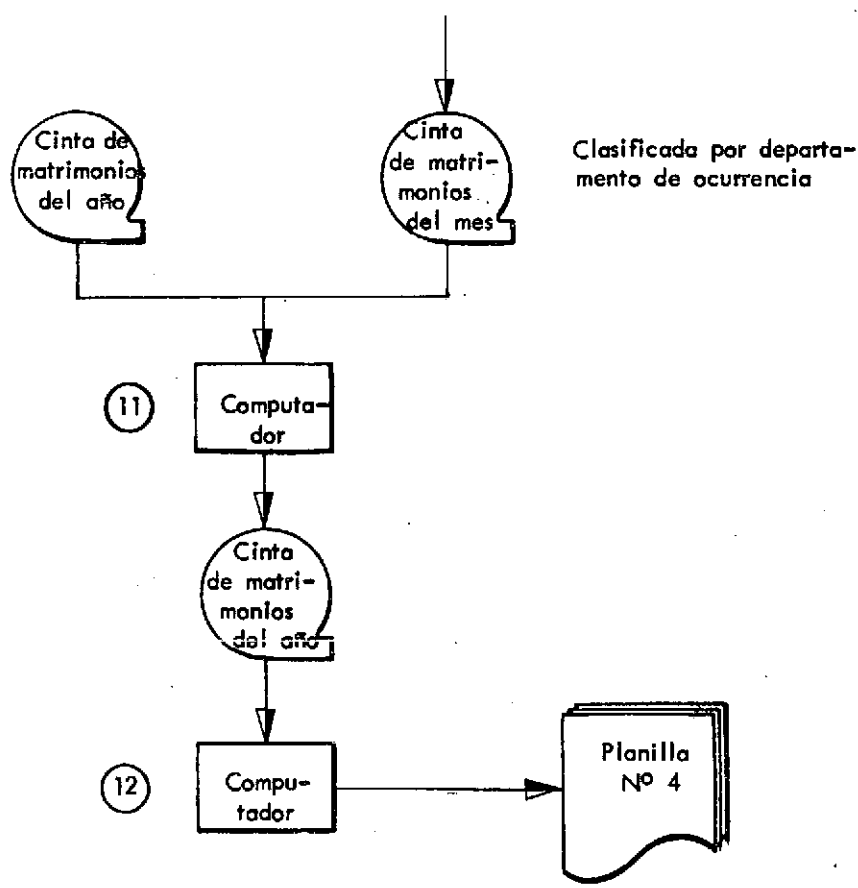 Cinta de
matrimonios
del año
Cinta
de matri-
monios
del mes
Clasificada por departa-
mento de ocurrencia
11
Computa-
dor
Cinta
de matri-
monios
del año
12
Compu-
tador
Planilla
Nº 4